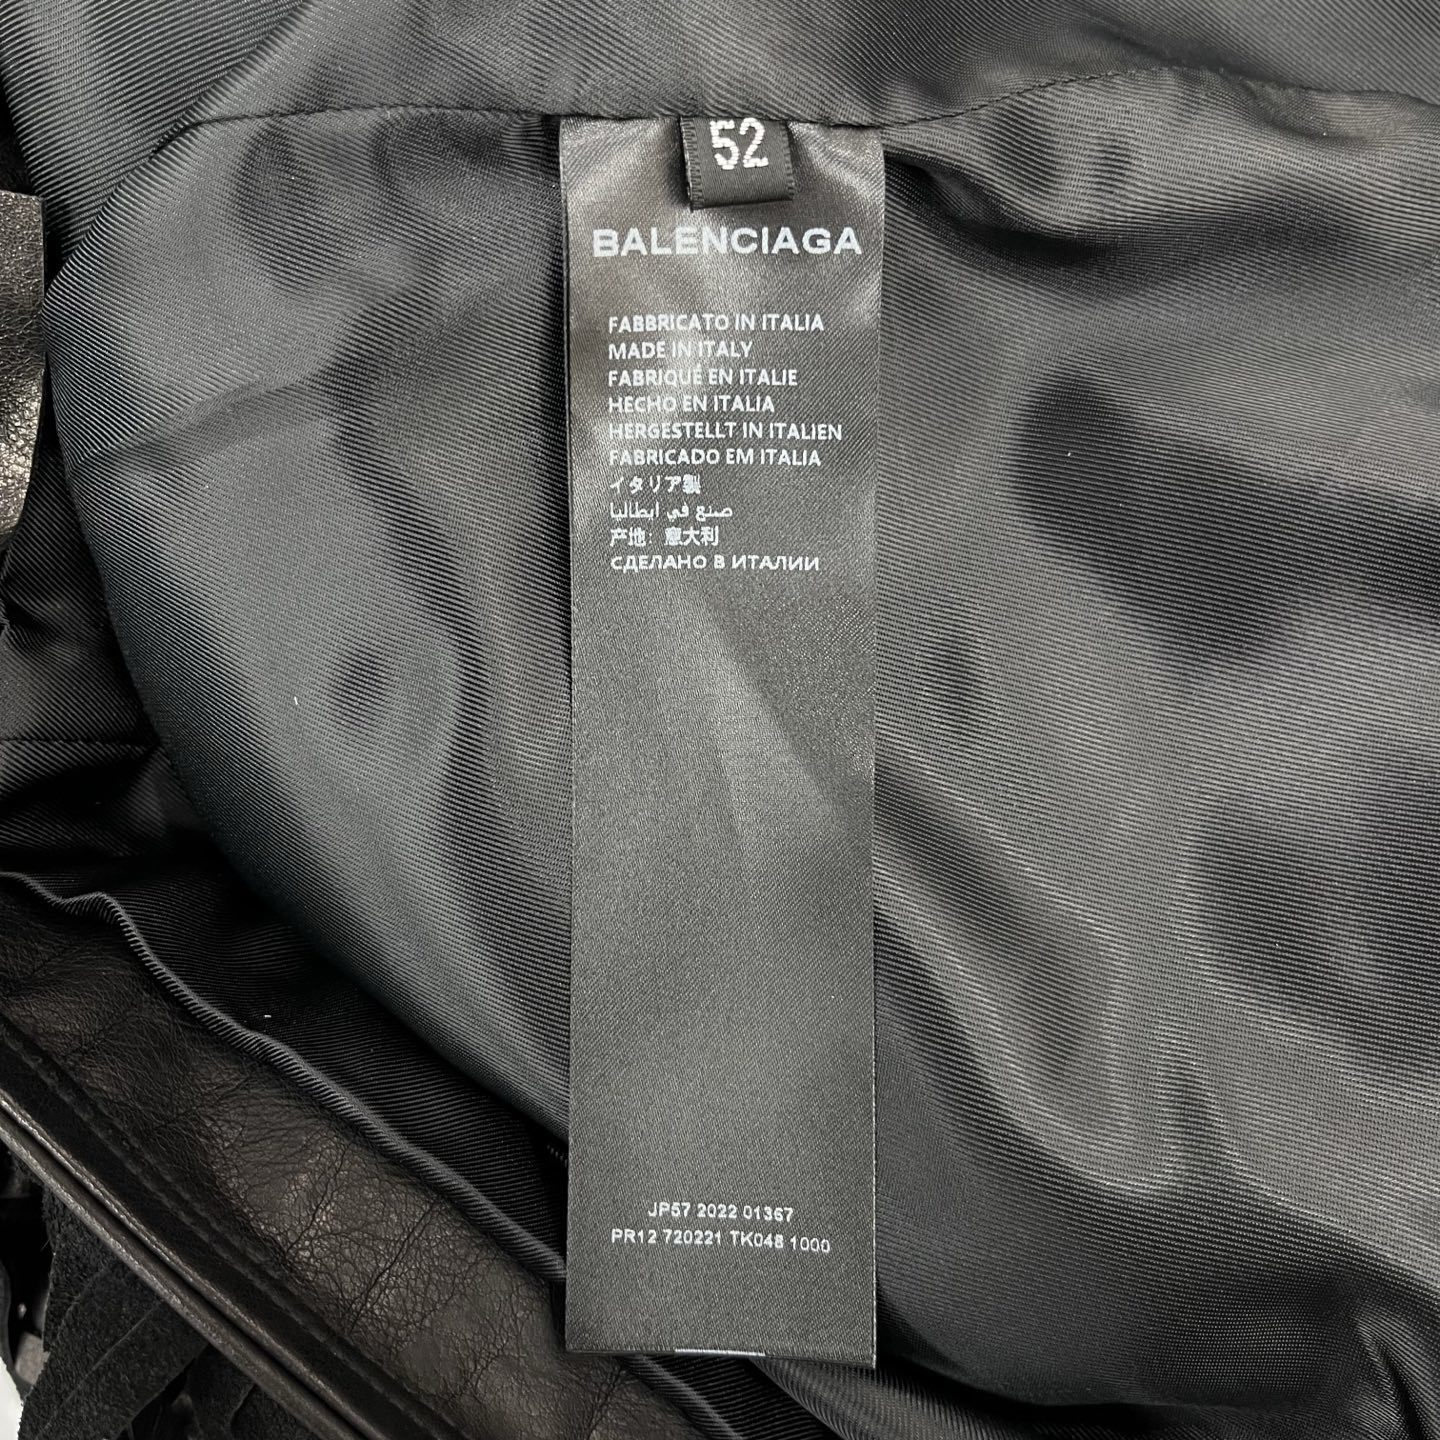 52
BALENCIAGA
FABBRICATO IN ITALIA
MADE IN ITALY
FABRIQUÉ EN ITALIE
HECHO EN ITALIA
HERGESTELLT IN ITALIEN
FABRICADO EM ITALIA
イタリア製
صنع في ايطاليا
产地: 意大利
СДЕЛАНО В ИТАЛИИ
JP57 2022 01367
PR12 720221 TK048 1000